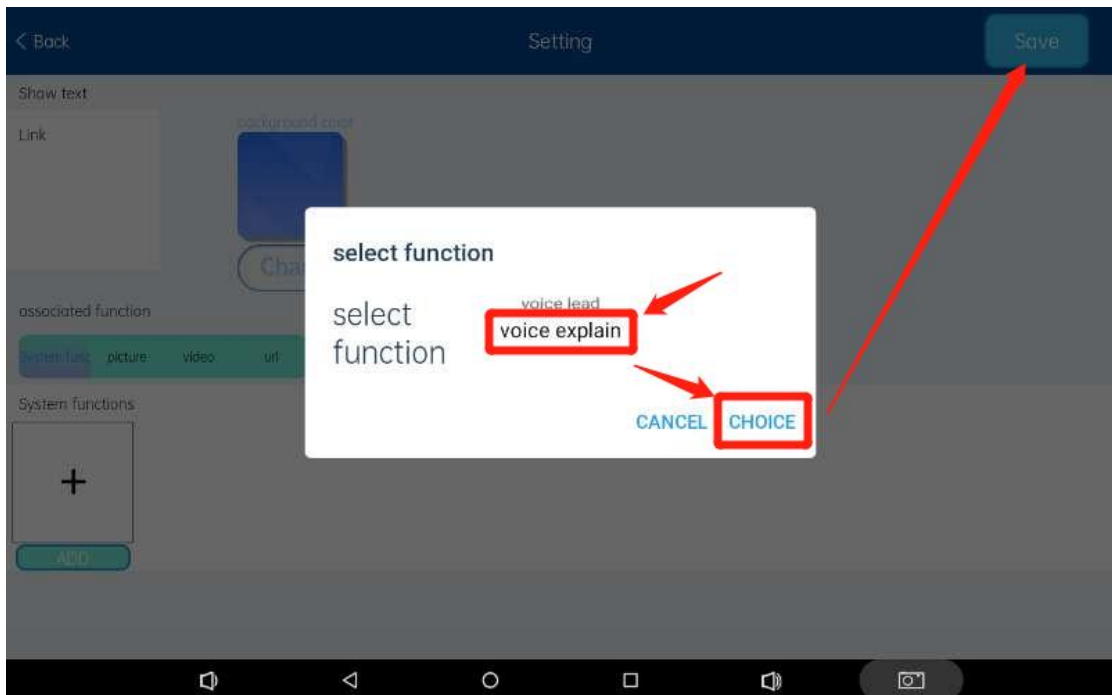 < Back
Setting
Save
Show text
Link
background color
select function
select
function
voice lead
voice explain
CANCEL
CHOICE
associated function
picture
video
url
System functions
+
ADD